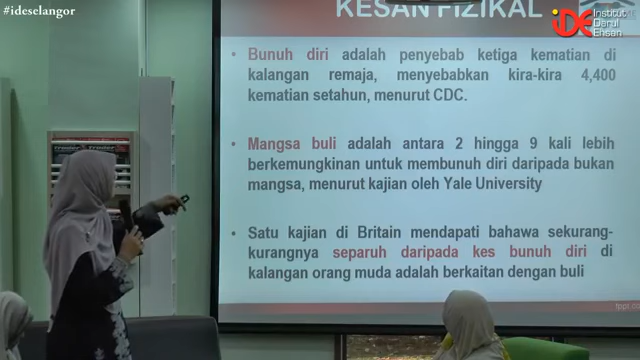 #ideselangor
KESAN FIZIKAL
iDE Institut
Darul
Ehsan
• Bunuh diri adalah penyebab ketiga kematian di
kalangan remaja, menyebabkan kira-kira 4,400
kematian setahun, menurut CDC.
• Mangsa buli adalah antara 2 hingga 9 kali lebih
berkemungkinan untuk membunuh diri daripada bukan
mangsa, menurut kajian oleh Yale University
• Satu kajian di Britain mendapati bahawa sekurang-
kurangnya separuh daripada kes bunuh diri di
kalangan orang muda adalah berkaitan dengan buli